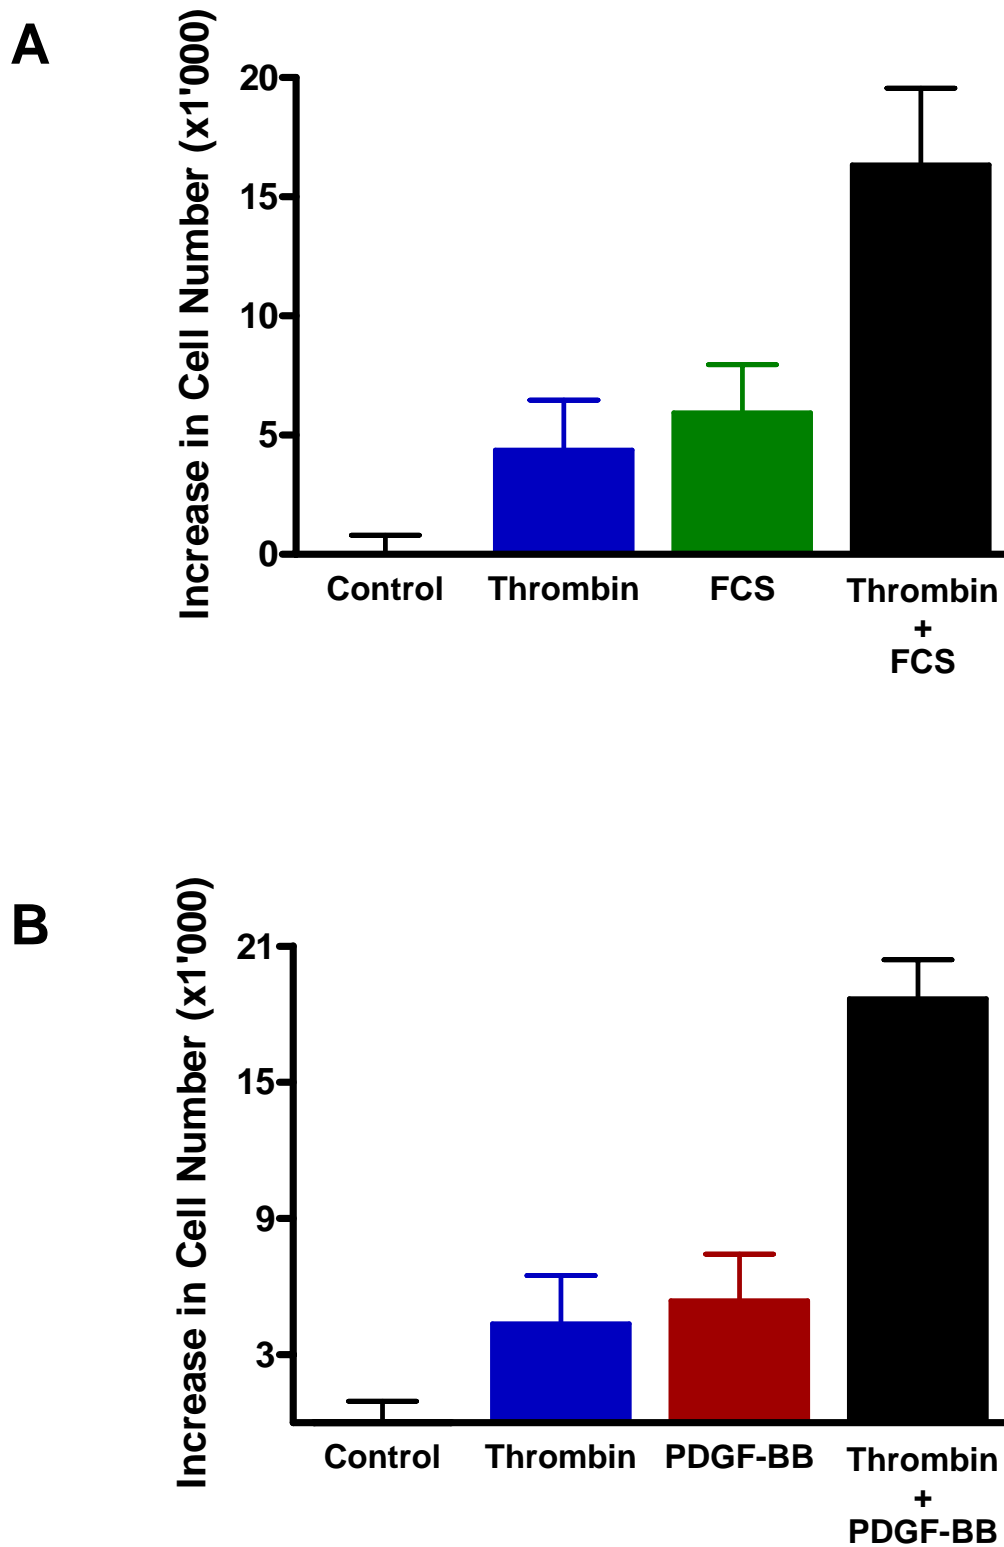 A
Increase in Cell Number (x1'000)
20
15
10
5
0
Control
Thrombin
FCS
Thrombin
+
FCS
B
Increase in Cell Number (x1'000)
21
15
9
3
Control
Thrombin
PDGF-BB
Thrombin
+
PDGF-BB